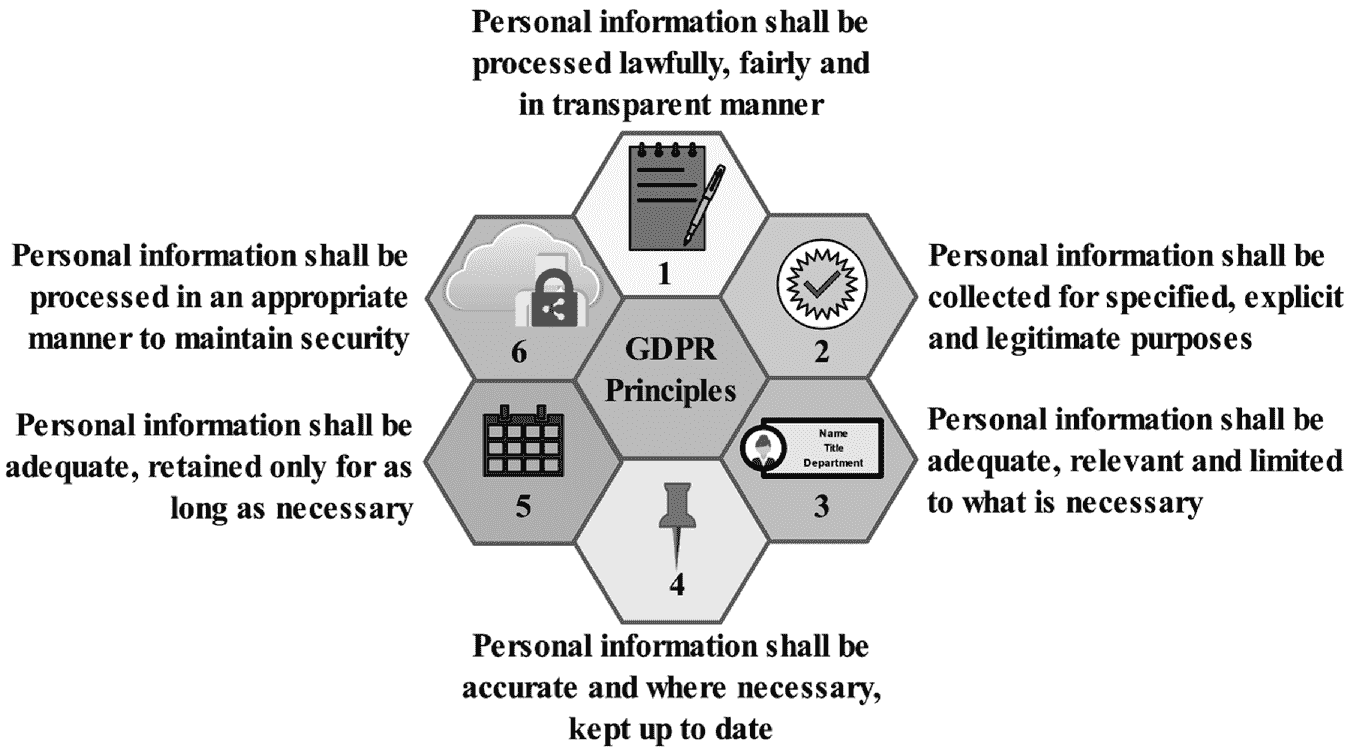 Personal information shall be
processed lawfully, fairly and
in transparent manner
1
Personal information shall be
processed in an appropriate
manner to maintain security
6
GDPR
Principles
2
Personal information shall be
collected for specified, explicit
and legitimate purposes
Personal information shall be
adequate, retained only for as
long as necessary
5
Name
Title
Department
3
Personal information shall be
adequate, relevant and limited
to what is necessary
4
Personal information shall be
accurate and where necessary,
kept up to date